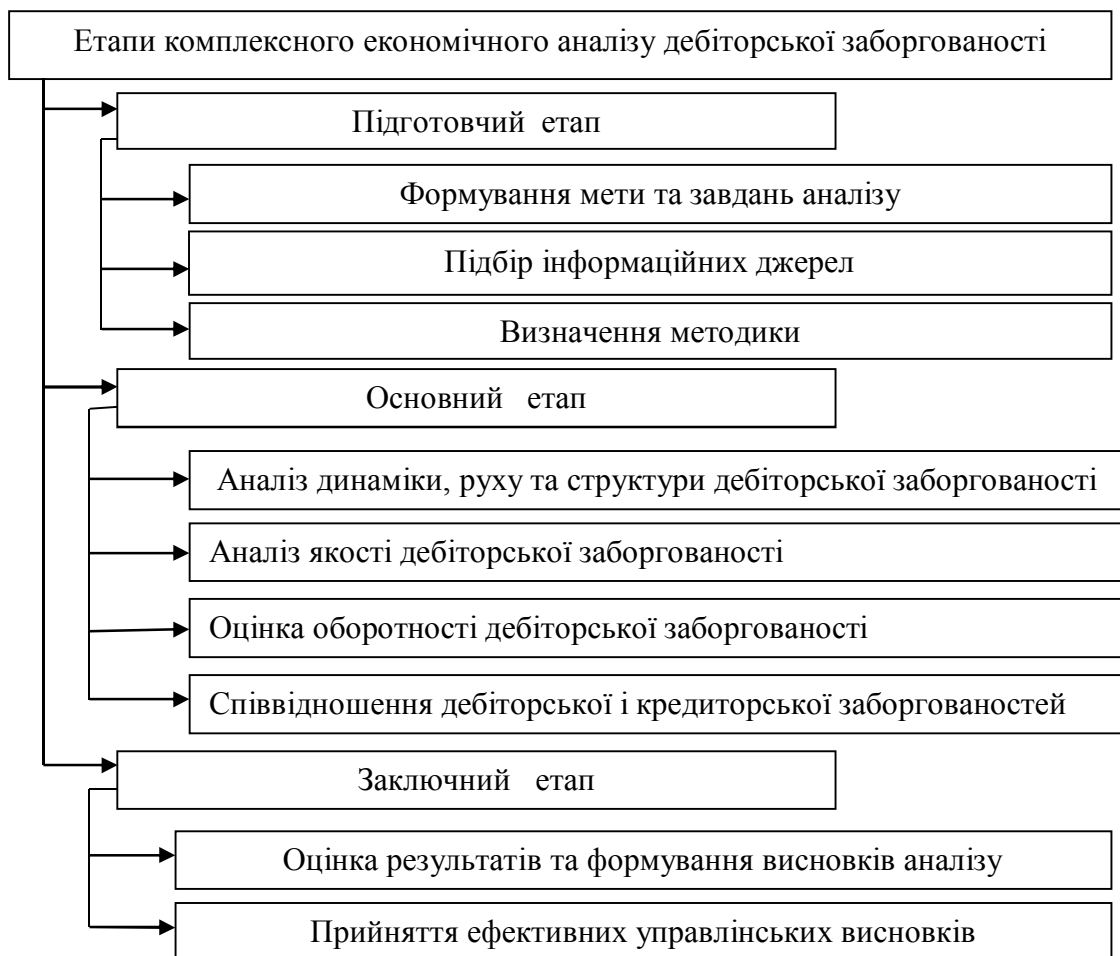 Етапи комплексного економічного аналізу дебіторської заборгованості
Підготовчий етап
Формування мети та завдань аналізу
Підбір інформаційних джерел
Визначення методики
Основний етап
Аналіз динаміки, руху та структури дебіторської заборгованості
Аналіз якості дебіторської заборгованості
Оцінка оборотності дебіторської заборгованості
Співвідношення дебіторської і кредиторської заборгованостей
Заключний етап
Оцінка результатів та формування висновків аналізу
Прийняття ефективних управлінських висновків